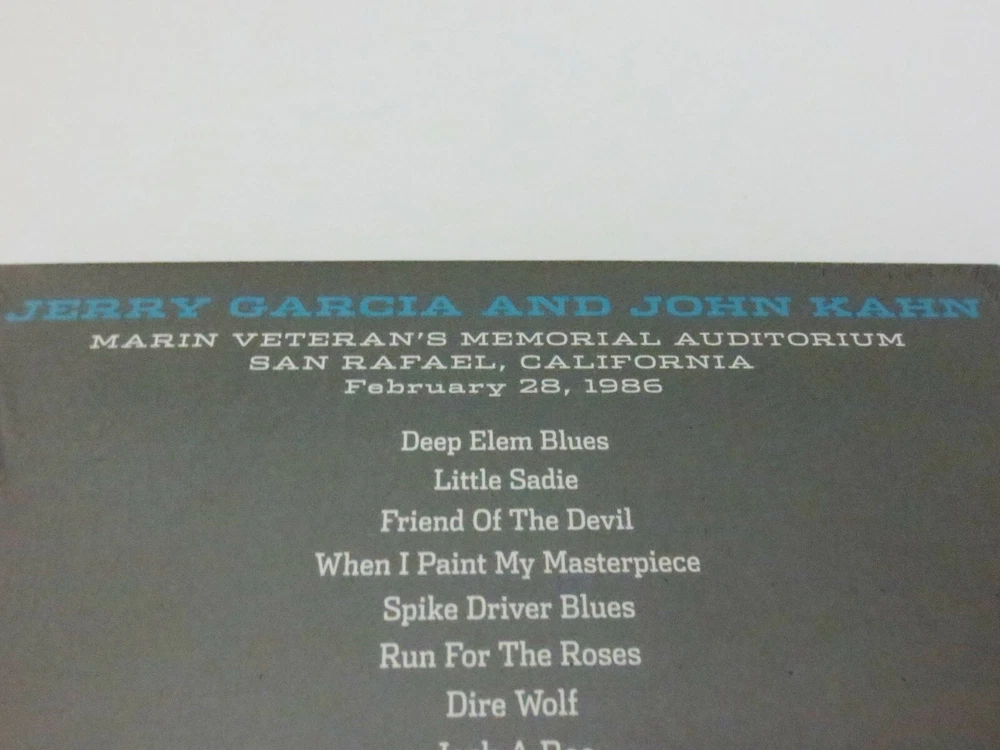 JERRY GARCIA AND JOHN KAHN
MARIN VETERAN'S MEMORIAL AUDITORIUM
SAN RAFAEL, CALIFORNIA
February 28, 1986
Deep Elem Blues
Little Sadie
Friend Of The Devil
When I Paint My Masterpiece
Spike Driver Blues
Run For The Roses
Dire Wolf